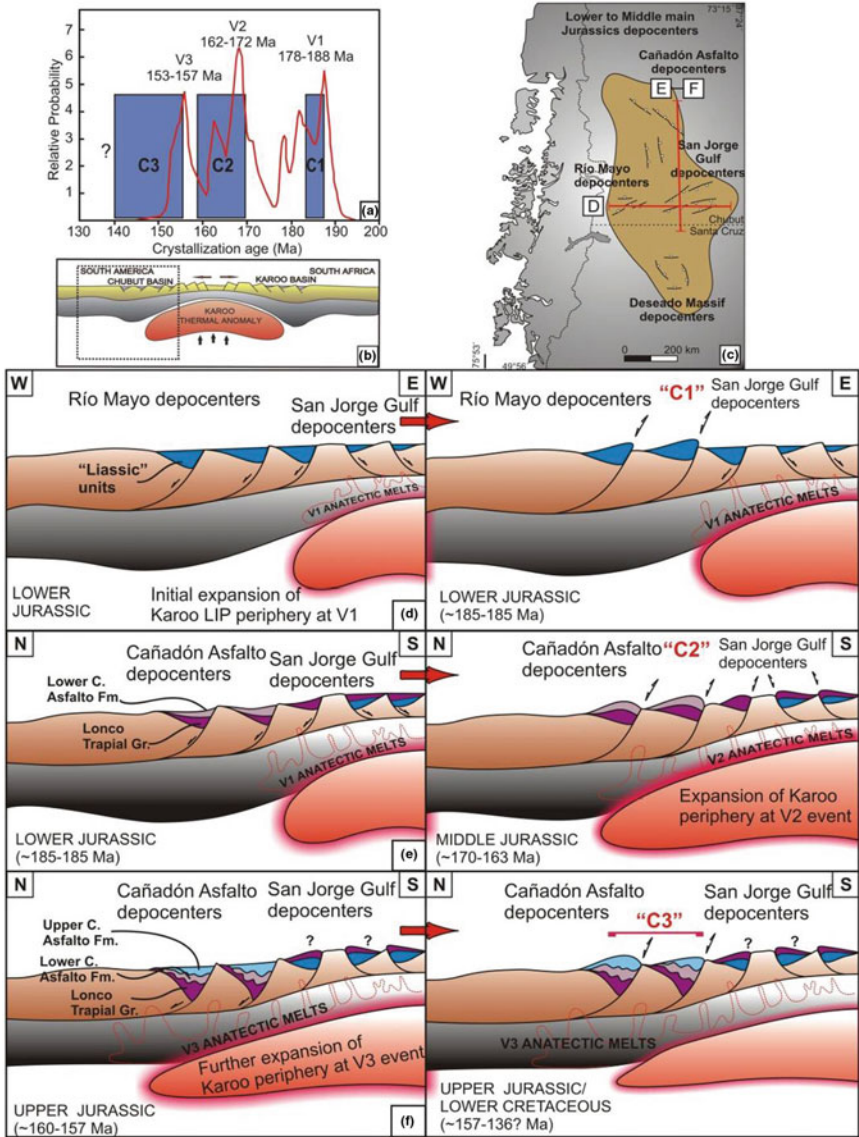 7
6
5
4
3
2
1
Relative Probability
V3
153-157 Ma
V2
162-172 Ma
V1
178-188 Ma
?
C3
C2
C1
(a)
130 140 150 160 170 180 190 200
Crystallization age (Ma)
SOUTH AMERICA
CHUBUT BASIN
KAROO BASIN
SOUTH AFRICA
KAROO
THERMAL ANOMALY
(b)
Lower to Middle main
Jurassics depocenters
73°15'
Cañadón Asfalto
depocenters
E F
San Jorge
Gulf
depocenters
Río Mayo
depocenters
D
Chubut
Santa Cruz
Deseado Massif
depocenters
75°53
49°56
0 200 km
(c)
W E
Río Mayo depocenters
San Jorge Gulf
depocenters
"Liassic"
units
V1 ANATECTIC MELTS
LOWER
JURASSIC
Initial expansion of
Karoo LIP periphery at V1
(d)
W E
Río Mayo depocenters
"C1"
San Jorge Gulf
depocenters
V1 ANATECTIC MELTS
LOWER JURASSIC
(~185-185 Ma)
N S
Cañadón Asfalto
depocenters
San Jorge Gulf
depocenters
Lower C.
Asfalto Fm.
Lonco
Trapial Gr.
V1 ANATECTIC MELTS
LOWER JURASSIC
(~185-185 Ma)
(e)
N S
Cañadón Asfalto
depocenters
"C2"
San Jorge Gulf
depocenters
V2 ANATECTIC MELTS
Expansion of Karoo
periphery at V2 event
MIDDLE JURASSIC
(~170-163 Ma)
N S
Cañadón Asfalto
depocenters
San Jorge Gulf
depocenters
Upper C.
Asfalto Fm.
Lower C.
Asfalto Fm.
Lonco
Trapial Gr.
? ?
V3 ANATECTIC MELTS
Further expansion of
Karoo periphery at V3 event
UPPER JURASSIC
(~160-157 Ma)
(f)
N S
Cañadón Asfalto
depocenters
San Jorge Gulf
depocenters
"C3"
? ?
V3 ANATECTIC MELTS
UPPER JURASSIC/
LOWER CRETACEOUS
(~157-136? Ma)